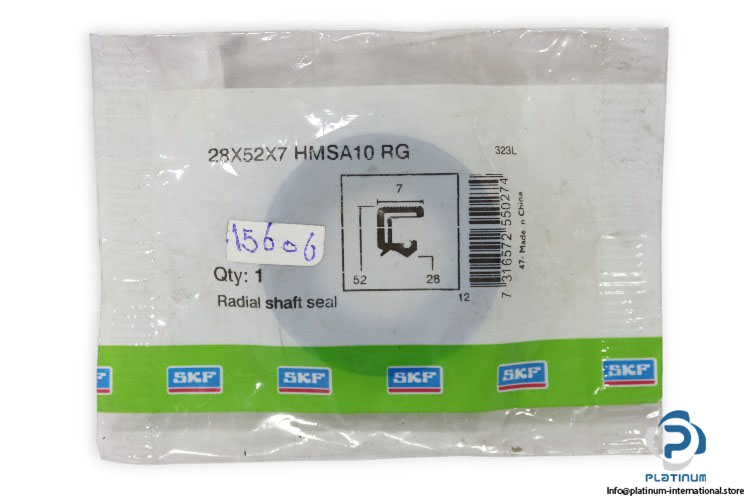 28X52X7 HMSA10 RG
323L
7
15606
52
28
Qty: 1
Radial shaft seal
12
7 316572 550274
47- Made in China
F
SKF
SKF
SKF
SKF
SKF
PLATINUM
Info@platinum-international.store